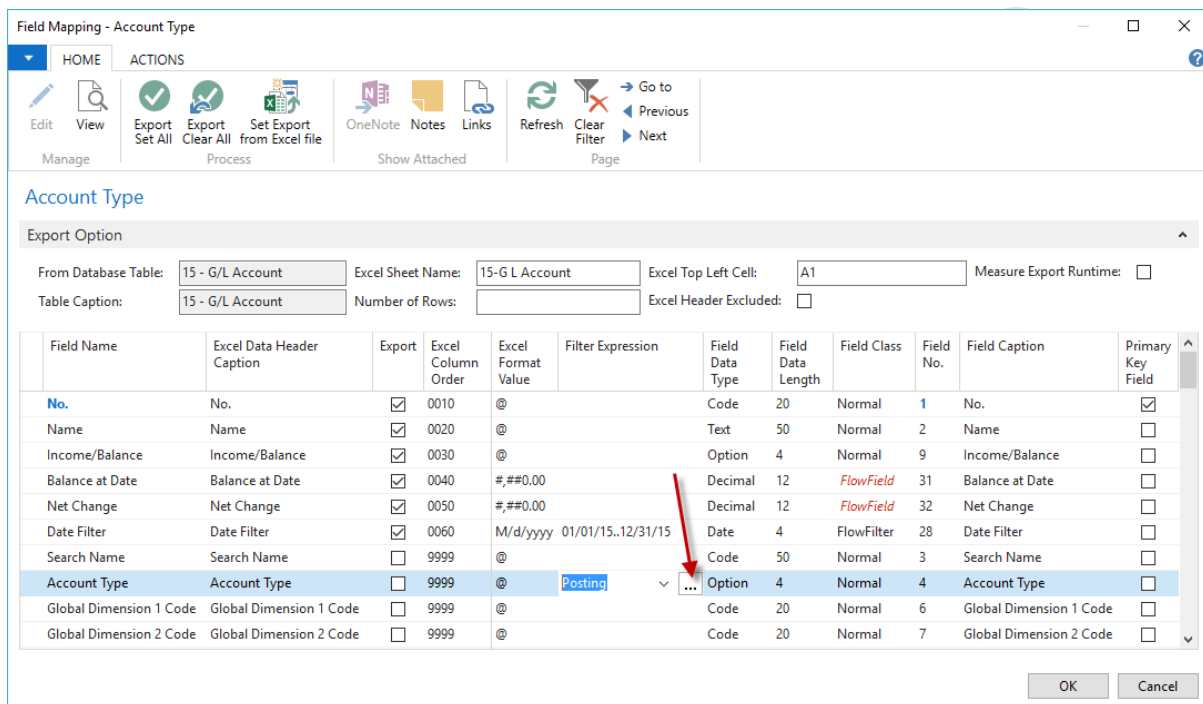 Field Mapping - Account Type
HOME ACTIONS
Edit View Export Set All Export Clear All Set Export from Excel file OneNote Notes Links Refresh Clear Filter Go to Previous Next
Manage Process Show Attached Page
Account Type
Export Option
From Database Table: 15 - G/L Account Excel Sheet Name: 15-G L Account Excel Top Left Cell: A1 Measure Export Runtime:
Table Caption: 15 - G/L Account Number of Rows: Excel Header Excluded:
Field Name Excel Data Header Caption Export Excel Column Order Excel Format Value Filter Expression Field Data Type Field Data Length Field Class Field No. Field Caption Primary Key Field
No. No. 0010 @ Code 20 Normal 1 No.
Name Name 0020 @ Text 50 Normal 2 Name
Income/Balance Income/Balance 0030 @ Option 4 Normal 9 Income/Balance
Balance at Date Balance at Date 0040 #,##0.00 Decimal 12 FlowField 31 Balance at Date
Net Change Net Change 0050 #,##0.00 Decimal 12 FlowField 32 Net Change
Date Filter Date Filter 0060 M/d/yyyy 01/01/15..12/31/15 Date 4 FlowFilter 28 Date Filter
Search Name Search Name 9999 @ Code 50 Normal 3 Search Name
Account Type Account Type 9999 @ Posting ... Option 4 Normal 4 Account Type
Global Dimension 1 Code Global Dimension 1 Code 9999 @ Code 20 Normal 6 Global Dimension 1 Code
Global Dimension 2 Code Global Dimension 2 Code 9999 @ Code 20 Normal 7 Global Dimension 2 Code
OK Cancel